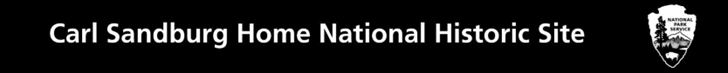 Carl Sandburg Home National Historic Site
NATIONAL
PARK
SERVICE